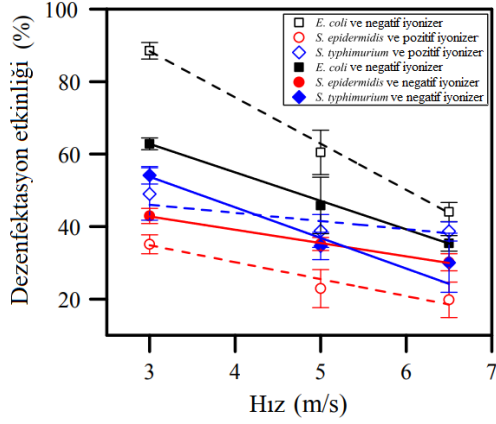 Dezenfektasyon etkinliği (%)
100
80
60
40
20
E. coli ve negatif iyonizer
S. epidermidis ve pozitif iyonizer
S. typhimurium ve pozitif iyonizer
E. coli ve negatif iyonizer
S. epidermidis ve negatif iyonizer
S. typhimurium ve negatif iyonizer
3 4 5 6 7
Hız (m/s)